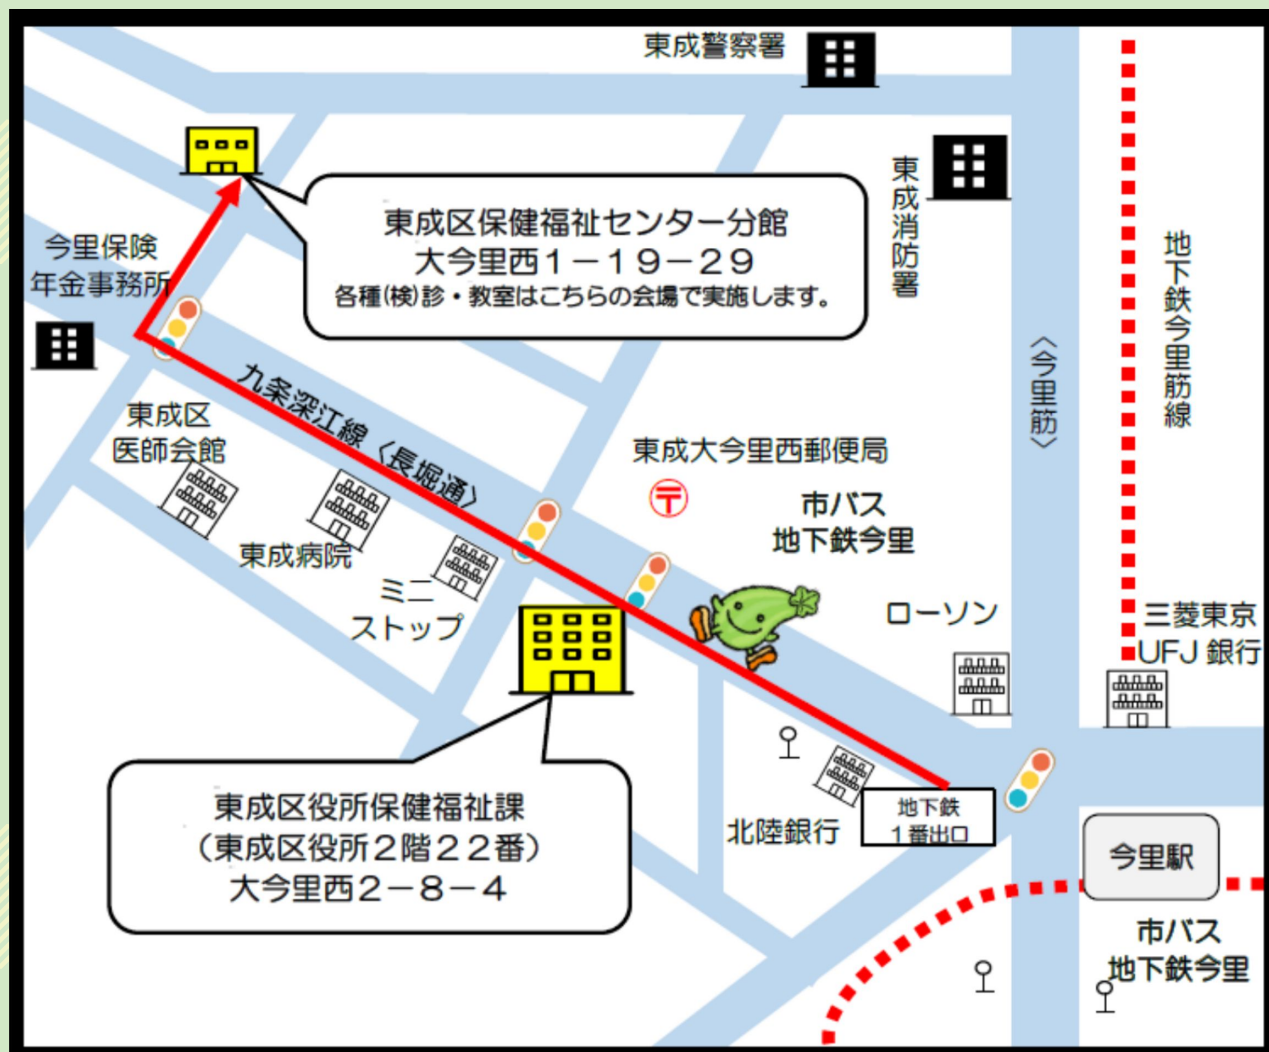 東成警察署
東成消防署
東成区保健福祉センター分館
大今里西1－19－29
各種(検)診・教室はこちらの会場で実施します。
今里保険
年金事務所
地下鉄今里筋線
〈今里筋〉
九条深江線〈長堀通〉
東成区
医師会館
東成大今里西郵便局
〒
市バス
地下鉄今里
東成病院
ミニ
ストップ
ローソン
三菱東京
UFJ 銀行
東成区役所保健福祉課
（東成区役所2階22番）
大今里西2－8－4
北陸銀行
地下鉄
1番出口
今里駅
市バス
地下鉄今里